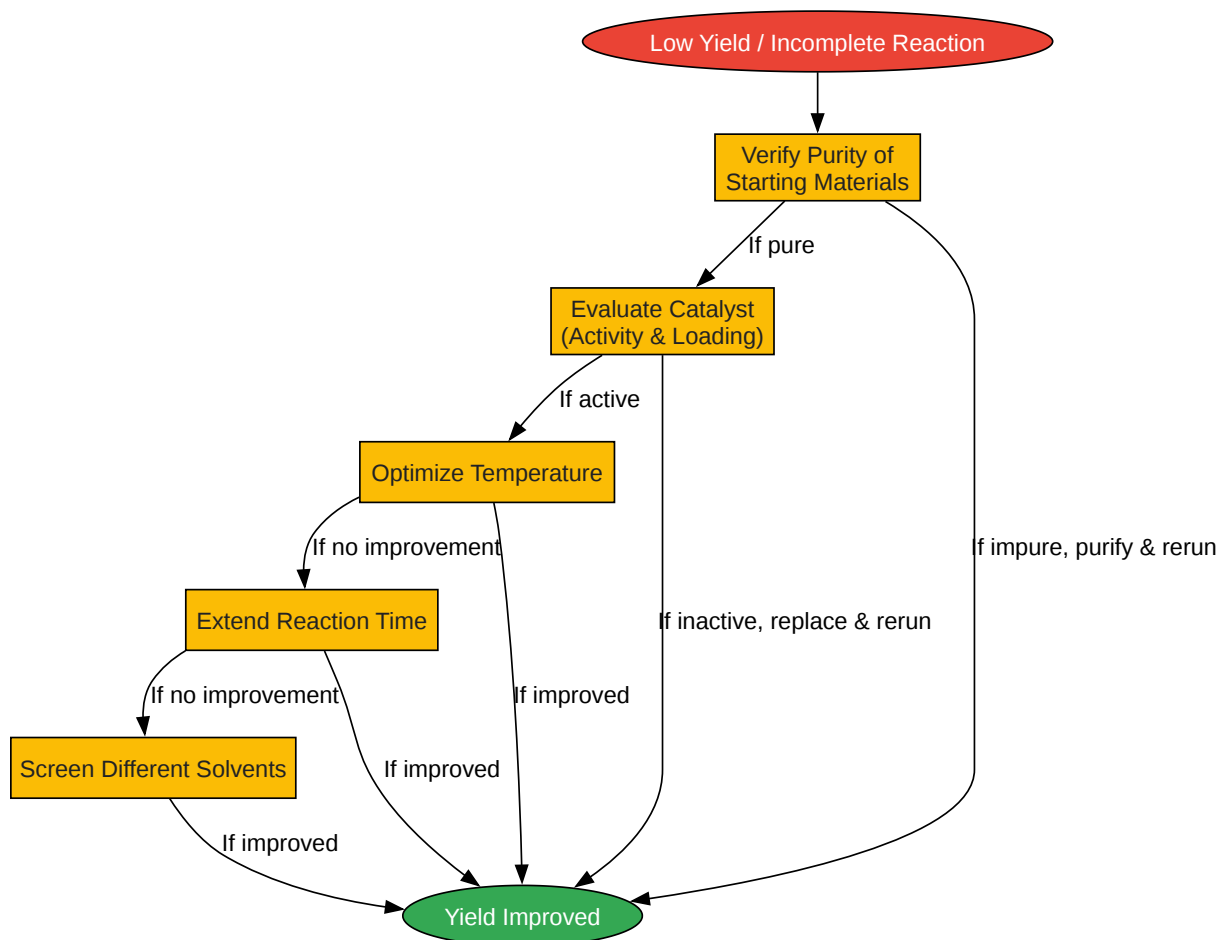 Low Yield / Incomplete Reaction
Verify Purity of
Starting Materials
If pure
Evaluate Catalyst
(Activity & Loading)
If active
Optimize Temperature
If no improvement
If impure, purify & rerun
Extend Reaction Time
If inactive, replace & rerun
If no improvement
If improved
Screen Different Solvents
If improved
If improved
Yield Improved